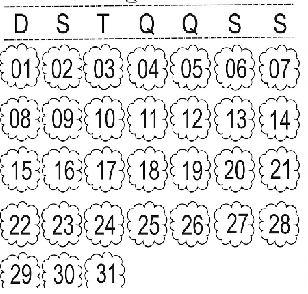 D S T Q Q S S
01 02 03 04 05 06 07
08 09 10 11 12 13 14
15 16 17 18 19 20 21
22 23 24 25 26 27 28
29 30 31